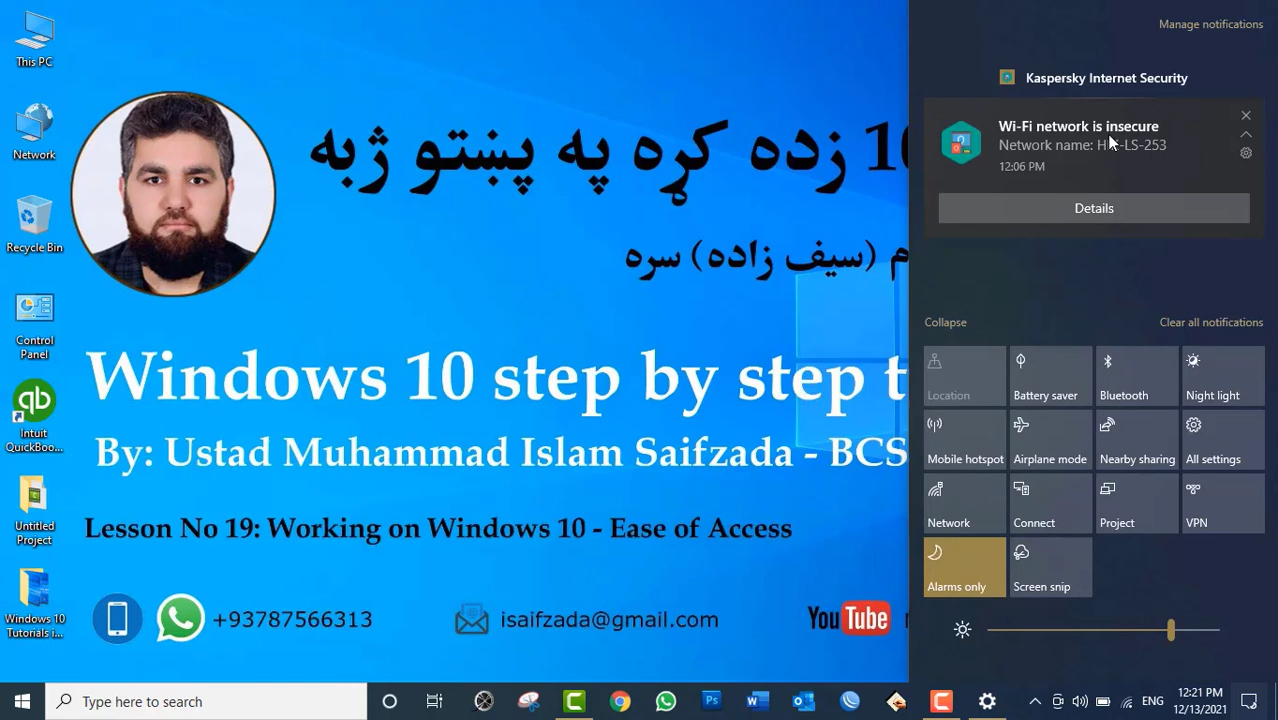 This PC
Network
Recycle Bin
Control
Panel
Intuit
QuickBoo...
Untitled
Project
Windows 10
Tutorials i...
10 زده کړه په پښتو ژبه
م (سیف زاده) سره
Windows 10 step by step t
By: Ustad Muhammad Islam Saifzada - BCS
Lesson No 19: Working on Windows 10 - Ease of Access
+93787566313
isaifzada@gmail.com
YouTube
Manage notifications
Kaspersky Internet Security
Wi-Fi network is insecure
Network name: -LS-253
12:06 PM
Details
Collapse
Clear all notifications
Location
Battery saver
Bluetooth
Night light
Mobile hotspot
Airplane mode
Nearby sharing
All settings
Network
Connect
Project
VPN
Alarms only
Screen snip
Type here to search
ENG
12:21 PM
12/13/2021